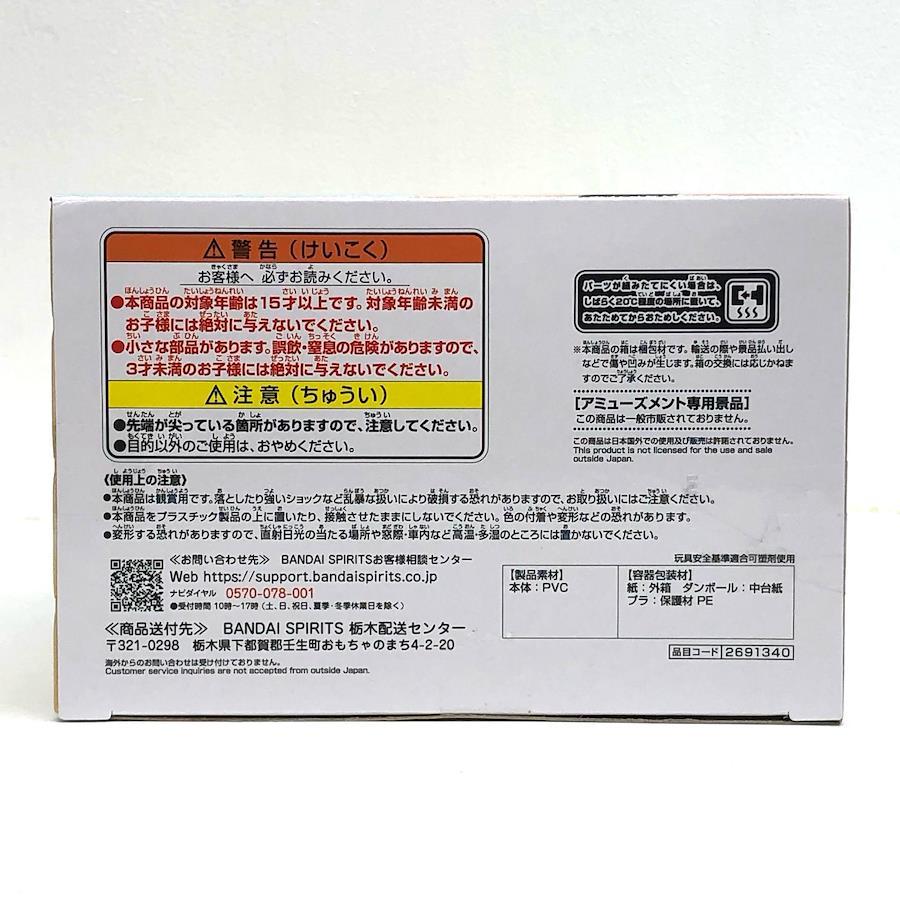 ⚠警告（けいこく）
お客様へ 必ずお読みください。
●本商品の対象年齢は15才以上です。対象年齢未満の
お子様には絶対に与えないでください。
●小さな部品があります。誤飲・窒息の危険がありますので、
3才未満のお子様には絶対に与えないでください。
⚠注意（ちゅうい）
●先端が尖っている箇所がありますので、注意してください。
●目的以外のご使用は、おやめください。
パーツが組みたてにくい場合は、
しばらく20℃程度の場所に置いて、
あたためてからおためしください。
※本商品の箱は梱包材です。輸送の際や景品払い出し
などで傷や凹みが生じます。箱の交換には応じかねま
すのでご了承ください。
［アミューズメント専用景品］
この商品は一般市販されておりません。
この商品は日本国外での使用及び販売は許諾されておりません。
This product is not licensed for the use and sale
outside Japan.
《使用上の注意》
●本商品は観賞用です。落としたり強いショックなど乱暴な扱いにより破損する恐れがありますので、お取り扱いにはご注意ください。
●本商品をプラスチック製品の上に置いたり、接触させたままにしないでください。色の付着や変形などの恐れがあります。
●変形する恐れがありますので、直射日光の当たる場所や窓際・車内など高温・多湿のところには置かないでください。
≪お問い合わせ先≫ BANDAI SPIRITSお客様相談センター
Web https://support.bandaispirits.co.jp
ナビダイヤル 0570-078-001
●受付時間 10時〜17時（土、日、祝日、夏季・冬季休業日を除く）
≪商品送付先≫ BANDAI SPIRITS 栃木配送センター
〒321-0298 栃木県下都賀郡壬生町おもちゃのまち4-2-20
海外からのお問い合わせは受け付けておりません。
Customer service inquiries are not accepted from outside Japan.
玩具安全基準適合可塑剤使用
【製品素材】
本体：PVC
【容器包装材】
紙：外箱 ダンボール：中台紙
プラ：保護材 PE
品目コード 2691340